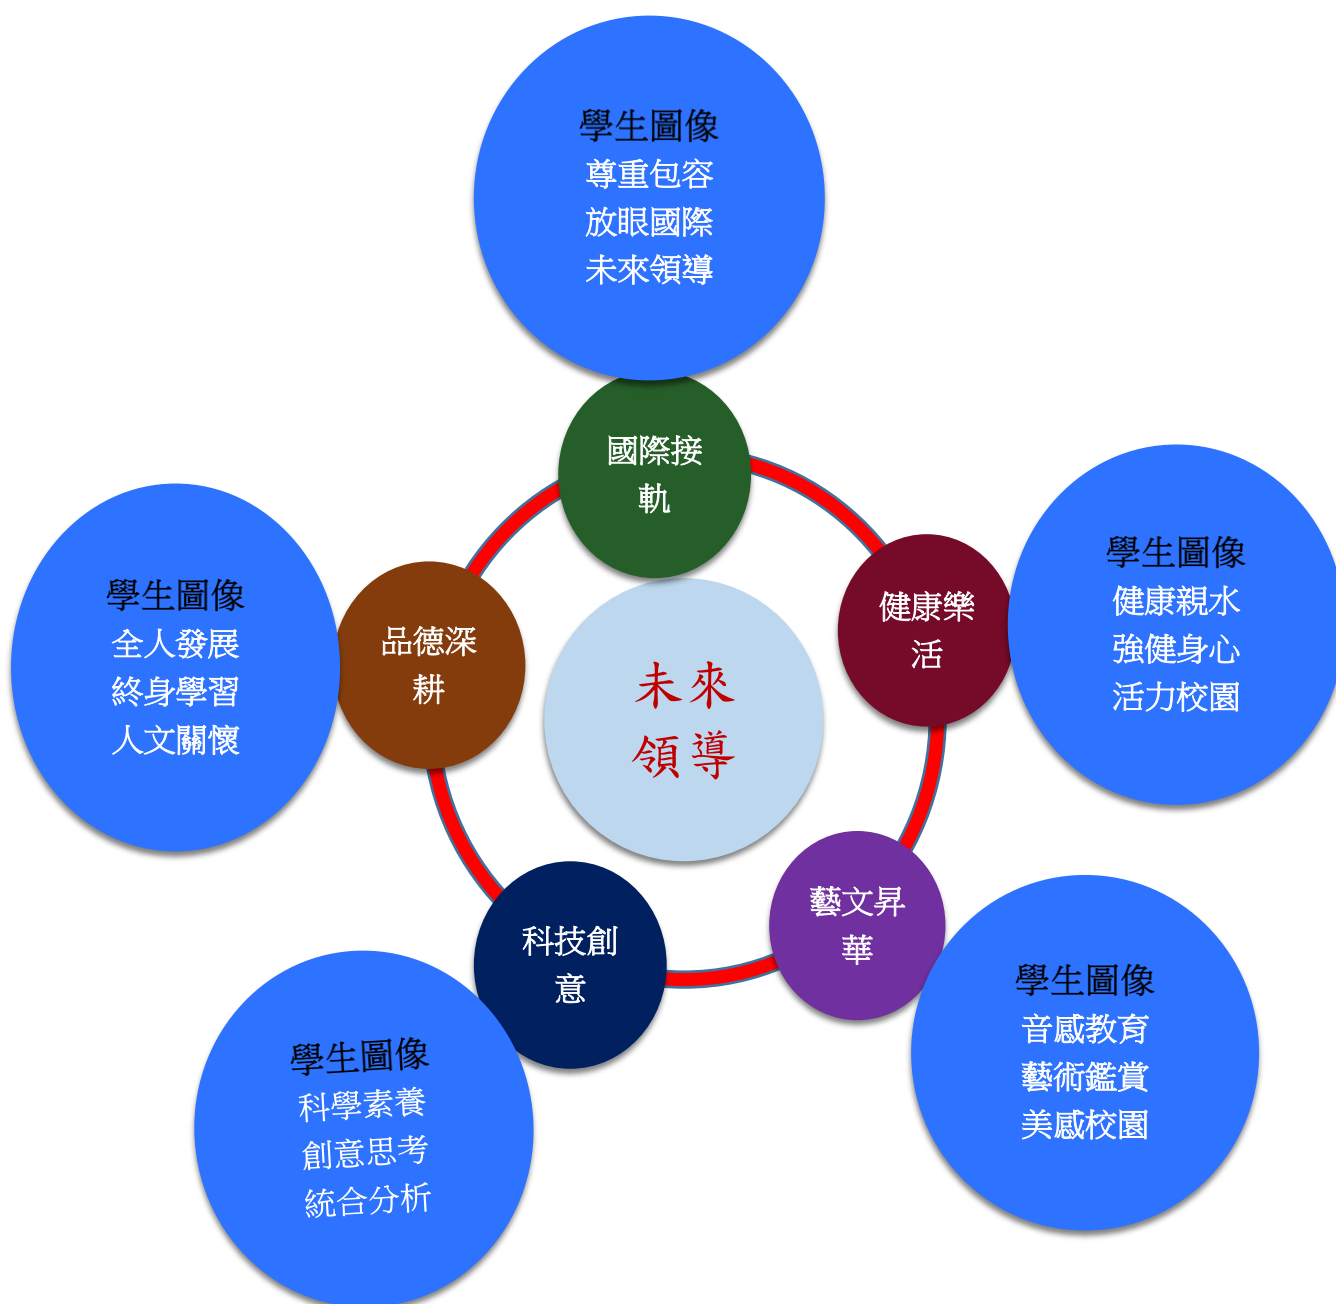 學生圖像
尊重包容
放眼國際
未來領導
國際接
軌
健康樂
活
學生圖像
健康親水
強健身心
活力校園
學生圖像
全人發展
終身學習
人文關懷
品德深
耕
未來
領導
藝文昇
華
學生圖像
音感教育
藝術鑑賞
美感校園
科技創
意
學生圖像
科學素養
創意思考
統合分析